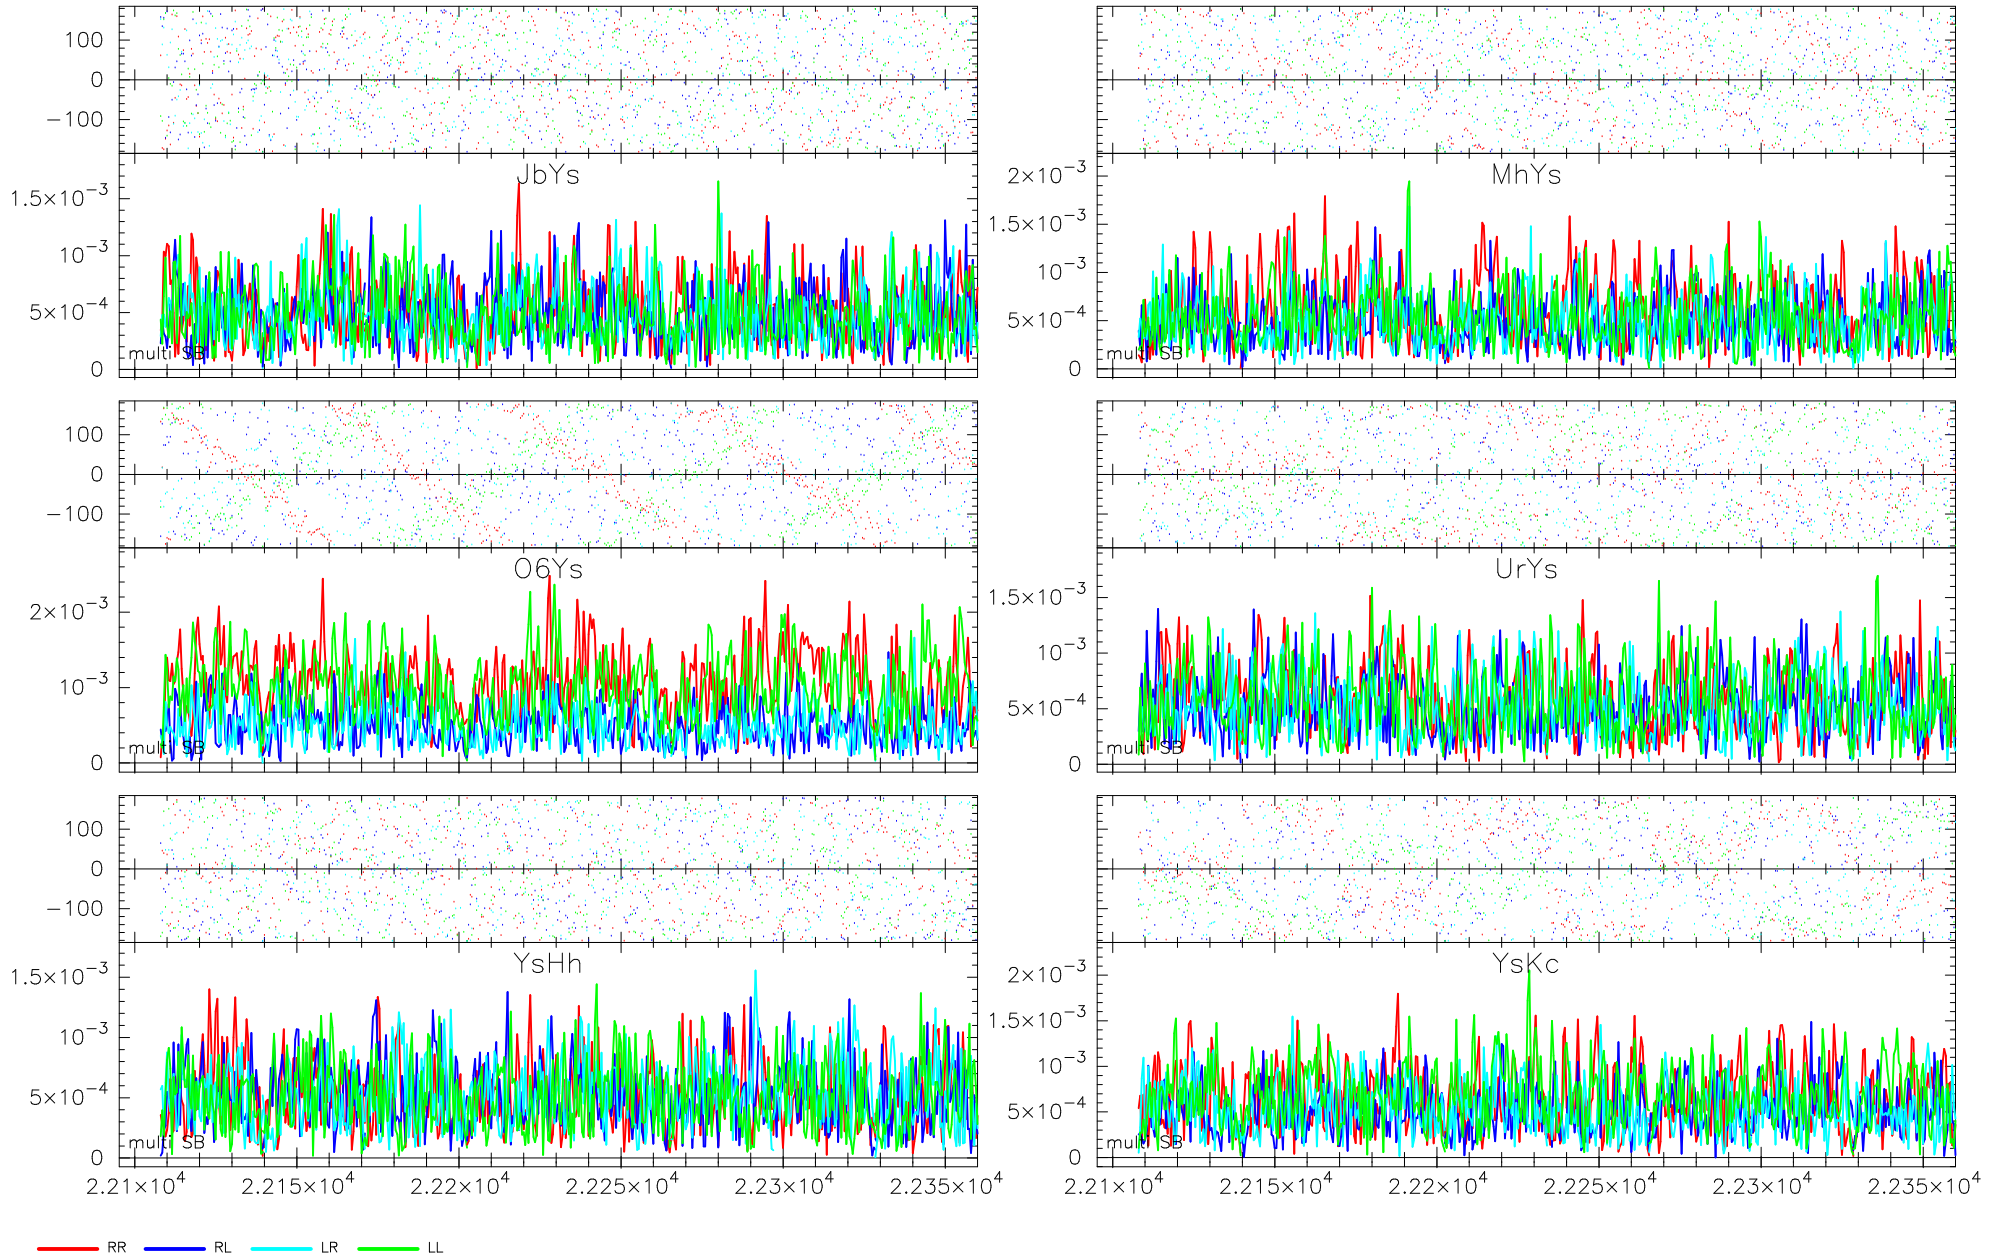 100
0
−100
JbYs
MhYs
1.5×10⁻³
10⁻³
5×10⁻⁴
0
multi SB
2×10⁻³
1.5×10⁻³
10⁻³
5×10⁻⁴
0
multi SB
100
0
−100
O6Ys
UrYs
2×10⁻³
10⁻³
0
multi SB
1.5×10⁻³
10⁻³
5×10⁻⁴
0
multi SB
100
0
−100
YsHh
YsKc
1.5×10⁻³
10⁻³
5×10⁻⁴
0
multi SB
2×10⁻³
1.5×10⁻³
10⁻³
5×10⁻⁴
0
multi SB
2.21×10⁴ 2.215×10⁴ 2.22×10⁴ 2.225×10⁴ 2.23×10⁴ 2.235×10⁴
2.21×10⁴ 2.215×10⁴ 2.22×10⁴ 2.225×10⁴ 2.23×10⁴ 2.235×10⁴
RR RL LR LL